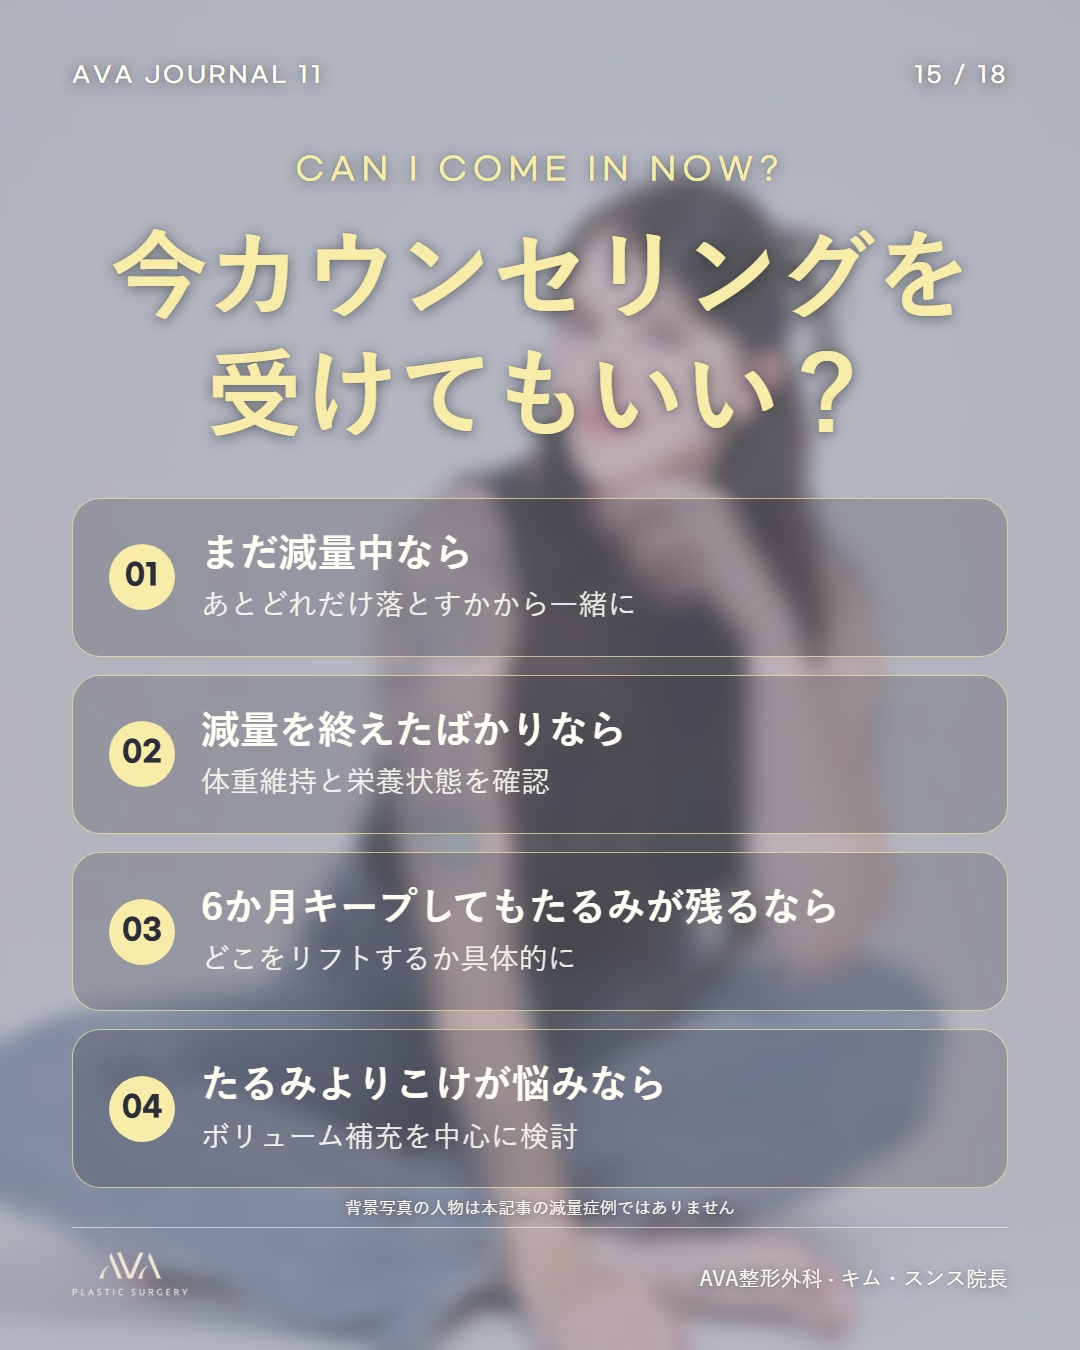 AVA JOURNAL 11
15 / 18
CAN I COME IN NOW?
今カウンセリングを
受けてもいい？
01
まだ減量中なら
あとどれだけ落とすかから一緒に
02
減量を終えたばかりなら
体重維持と栄養状態を確認
03
6か月キープしてもたるみが残るなら
どこをリフトするか具体的に
04
たるみよりこけが悩みなら
ボリューム補充を中心に検討
背景写真の人物は本記事の減量症例ではありません
AVA
PLASTIC SURGERY
AVA整形外科 · キム・スンス院長